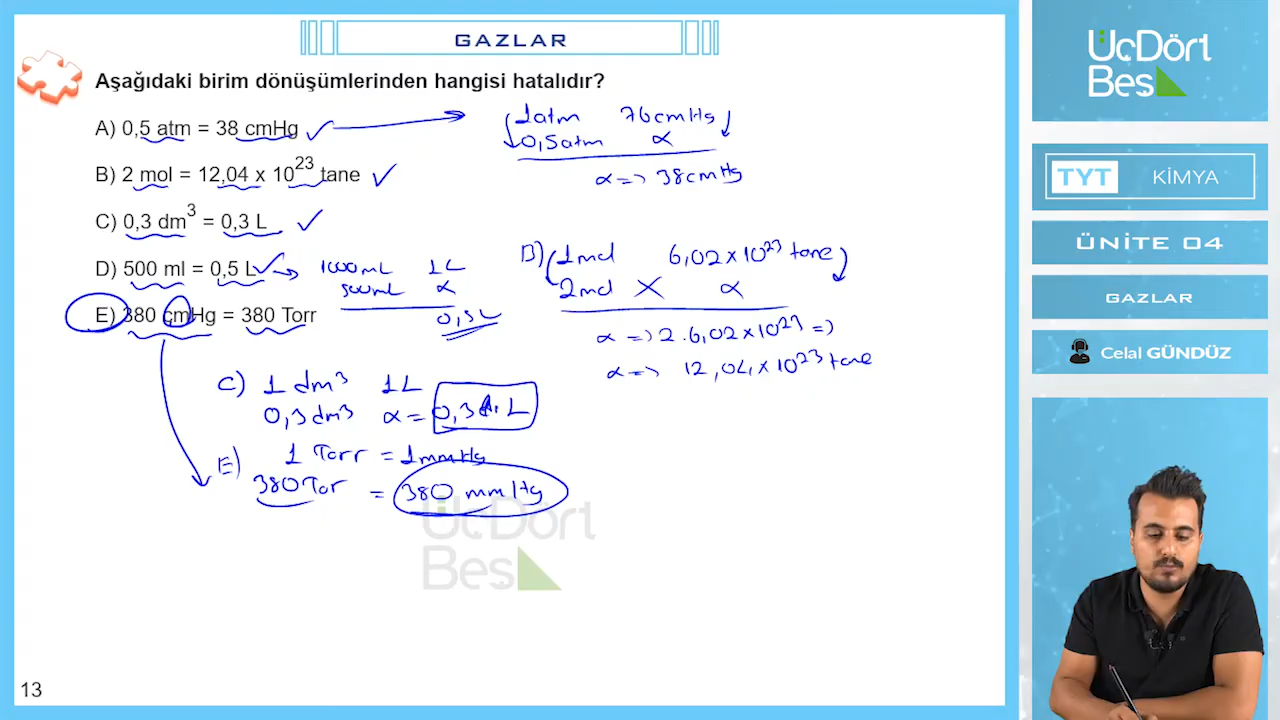 GAZLAR
Aşağıdaki birim dönüşümlerinden hangisi hatalıdır?
A) 0,5 atm = 38 cmHg
B) 2 mol = 12,04 x 10²³ tane
C) 0,3 dm³ = 0,3 L
D) 500 ml = 0,5 L
E) 380 cmHg = 380 Torr
1atm 76cmHg
0,5atm α
α => 38cmHg
B) 1mol 6,02x10²³ tane
2mol α
α => 2.6,02x10²³ =>
α => 12,04x10²³ tane
1000mL 1L
500mL α
0,5L
C) 1 dm³ 1L
0,3dm³ α = 0,3 L
E) 1 Torr = 1mmHg
380Tor = 380 mmHg
ÜçDört
Beş
13
ÜçDört
Beş
TYT KİMYA
ÜNİTE 04
GAZLAR
Celal GÜNDÜZ